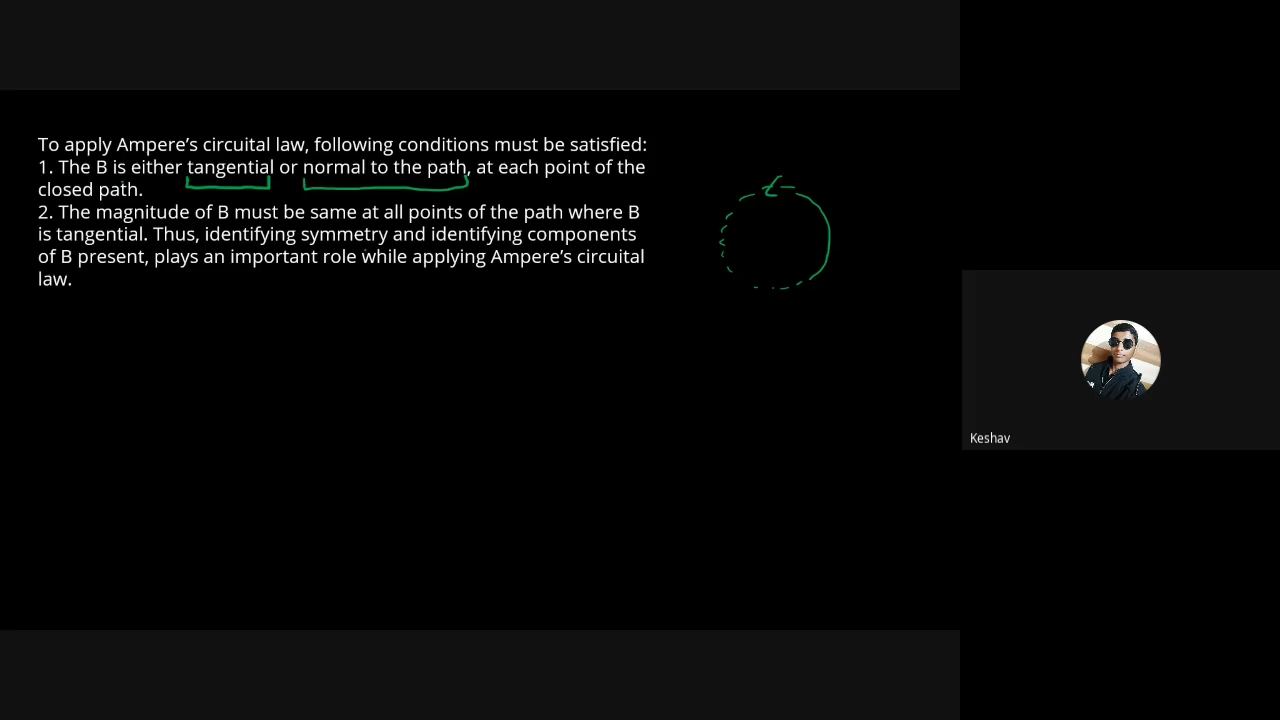 To apply Ampere’s circuital law, following conditions must be satisfied:
1. The B is either tangential or normal to the path, at each point of the
closed path.
2. The magnitude of B must be same at all points of the path where B
is tangential. Thus, identifying symmetry and identifying components
of B present, plays an important role while applying Ampere’s circuital
law.
Keshav